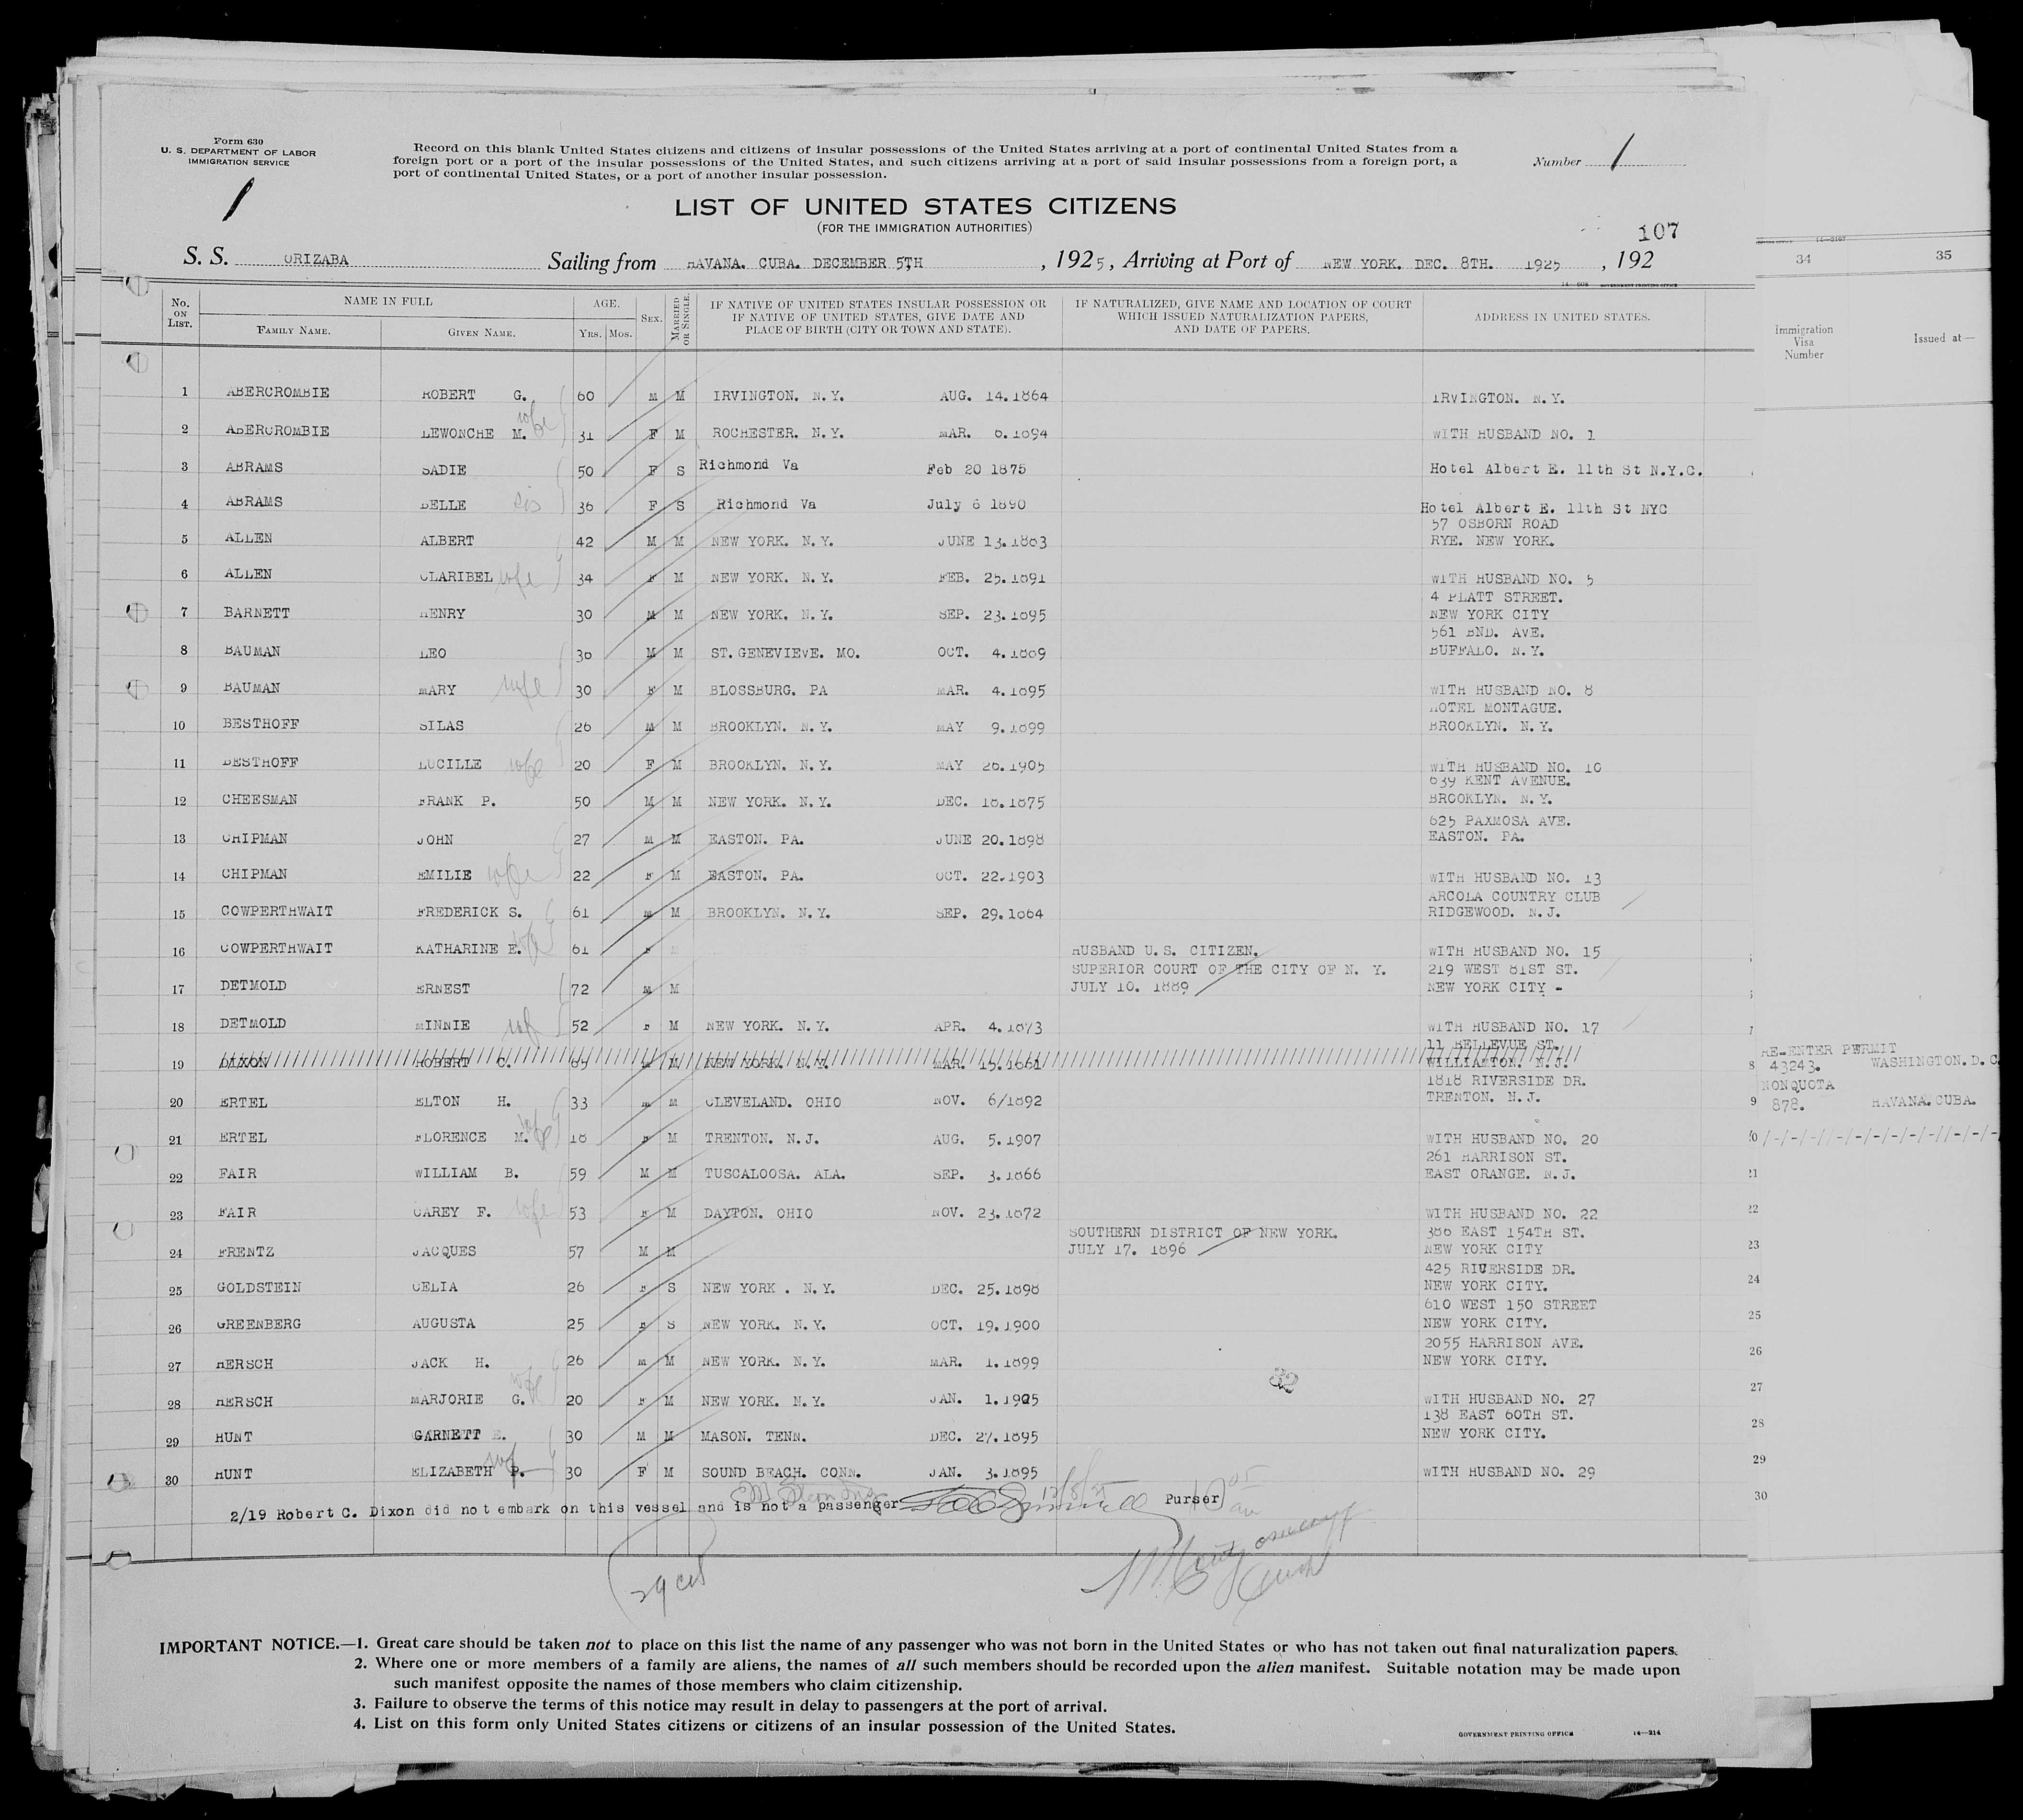 Form 630
U. S. DEPARTMENT OF LABOR
IMMIGRATION SERVICE
Record on this blank United States citizens and citizens of insular possessions of the United States arriving at a port of continental United States from a
foreign port or a port of the insular possessions of the United States, and such citizens arriving at a port of said insular possessions from a foreign port, a
port of continental United States, or a port of another insular possession.
Number 1
1
LIST OF UNITED STATES CITIZENS
(FOR THE IMMIGRATION AUTHORITIES)
107
S. S. ORIZABA Sailing from HAVANA. CUBA. DECEMBER 5TH , 1925, Arriving at Port of NEW YORK. DEC. 8TH. 1925 , 192
No. ON LIST. NAME IN FULL FAMILY NAME. GIVEN NAME. AGE. YRS. MOS. SEX. MARRIED OR SINGLE. IF NATIVE OF UNITED STATES INSULAR POSSESSION OR IF NATIVE OF UNITED STATES, GIVE DATE AND PLACE OF BIRTH (CITY OR TOWN AND STATE). IF NATURALIZED, GIVE NAME AND LOCATION OF COURT WHICH ISSUED NATURALIZATION PAPERS, AND DATE OF PAPERS. ADDRESS IN UNITED STATES.
34 35
Immigration Visa Number Issued at—
1 ABERCROMBIE ROBERT G. 60 M M IRVINGTON. N.Y. AUG. 14.1864 IRVINGTON. N.Y.
2 ABERCROMBIE LEWONCHE M. wife 31 F M ROCHESTER. N.Y. MAR. 6.1894 WITH HUSBAND NO. 1
3 ABRAMS SADIE 50 F S Richmond Va Feb 20 1875 Hotel Albert E. 11th St N.Y.C.
4 ABRAMS BELLE sis 36 F S Richmond Va July 6 1890 Hotel Albert E. 11th St NYC
57 OSBORN ROAD
5 ALLEN ALBERT 42 M M NEW YORK. N.Y. JUNE 13.1883 RYE. NEW YORK.
6 ALLEN CLARIBEL wife 34 F M NEW YORK. N.Y. FEB. 25.1891 WITH HUSBAND NO. 5
4 PLATT STREET.
7 BARNETT HENRY 30 M M NEW YORK. N.Y. SEP. 23.1895 NEW YORK CITY
561 BND. AVE.
8 BAUMAN LEO 36 M M ST.GENEVIEVE. MO. OCT. 4.1889 BUFFALO. N.Y.
9 BAUMAN MARY wife 30 F M BLOSSBURG. PA MAR. 4.1895 WITH HUSBAND NO. 8
HOTEL MONTAGUE.
10 BESTHOFF SILAS 26 M M BROOKLYN. N.Y. MAY 9.1899 BROOKLYN. N.Y.
11 BESTHOFF LUCILLE wife 20 F M BROOKLYN. N.Y. MAY 26.1905 WITH HUSBAND NO. 10
639 KENT AVENUE.
12 CHEESMAN FRANK P. 50 M M NEW YORK. N.Y. DEC. 18.1875 BROOKLYN. N.Y.
625 PAXMOSA AVE.
13 CHIPMAN JOHN 27 M M EASTON. PA. JUNE 20.1898 EASTON. PA.
14 CHIPMAN EMILIE wife 22 F M EASTON. PA. OCT. 22.1903 WITH HUSBAND NO. 13
ARCOLA COUNTRY CLUB
15 COWPERTHWAIT FREDERICK S. 61 M M BROOKLYN. N.Y. SEP. 29.1864 RIDGEWOOD. N.J.
16 COWPERTHWAIT KATHARINE E. wfe 61 F M HUSBAND U.S. CITIZEN. WITH HUSBAND NO. 15
SUPERIOR COURT OF THE CITY OF N. Y. 219 WEST 81ST ST.
17 DETMOLD ERNEST 72 M M JULY 10. 1889 NEW YORK CITY -
18 DETMOLD MINNIE wf 52 F M NEW YORK. N.Y. APR. 4.1873 WITH HUSBAND NO. 17
11 BELLEVUE ST.
19 DIXON ROBERT C. 65 M M NEW YORK. N.Y. MAR. 15.1861 WILLIAMTON. N.J.
RE-ENTER PERMIT
43243. WASHINGTON.D.C.
1818 RIVERSIDE DR.
NONQUOTA
20 ERTEL ELTON H. 33 M M CLEVELAND. OHIO NOV. 6/1892 TRENTON. N.J.
878. HAVANA.CUBA.
21 ERTEL FLORENCE M. wfe 18 F M TRENTON. N.J. AUG. 5.1907 WITH HUSBAND NO. 20
261 HARRISON ST.
22 FAIR WILLIAM B. 59 M M TUSCALOOSA. ALA. SEP. 3.1866 EAST ORANGE. N.J.
23 FAIR CAREY F. wife 53 F M DAYTON. OHIO NOV. 23.1872 WITH HUSBAND NO. 22
SOUTHERN DISTRICT OF NEW YORK. 386 EAST 154TH ST.
24 FRENTZ JACQUES 57 M M JULY 17. 1896 NEW YORK CITY
425 RIVERSIDE DR.
25 GOLDSTEIN CELIA 26 F S NEW YORK . N.Y. DEC. 25.1898 NEW YORK CITY.
610 WEST 150 STREET
26 GREENBERG AUGUSTA 25 F S NEW YORK. N.Y. OCT. 19.1900 NEW YORK CITY.
2055 HARRISON AVE.
27 HERSCH JACK H. 26 M M NEW YORK. N.Y. MAR. 1.1899 NEW YORK CITY.
28 HERSCH MARJORIE G. wfe 20 F M NEW YORK. N.Y. JAN. 1.1905 WITH HUSBAND NO. 27
138 EAST 60TH ST.
29 HUNT GARNETT E. 30 M M MASON. TENN. DEC. 27.1895 NEW YORK CITY.
30 HUNT ELIZABETH P. wf 30 F M SOUND BEACH. CONN. JAN. 3.1895 WITH HUSBAND NO. 29
21
22
23
24
25
26
27
28
29
30
2/19 Robert C. Dixon did not embark on this vessel and is not a passenger 12/8/25 Purser
29 cit
IMPORTANT NOTICE.—1. Great care should be taken not to place on this list the name of any passenger who was not born in the United States or who has not taken out final naturalization papers.
2. Where one or more members of a family are aliens, the names of all such members should be recorded upon the alien manifest. Suitable notation may be made upon
such manifest opposite the names of those members who claim citizenship.
3. Failure to observe the terms of this notice may result in delay to passengers at the port of arrival.
4. List on this form only United States citizens or citizens of an insular possession of the United States.
GOVERNMENT PRINTING OFFICE 14—214